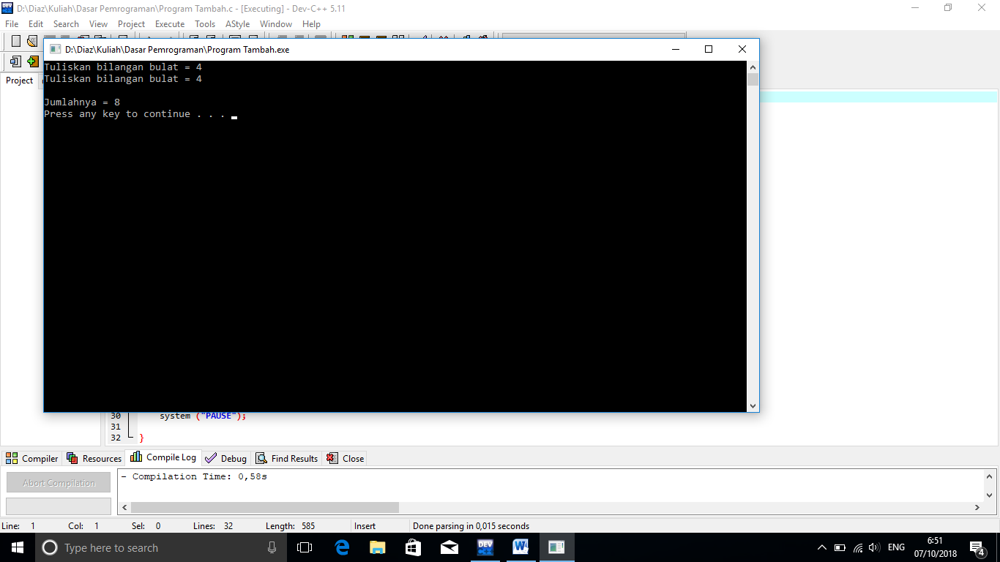 D:\Diaz\Kuliah\Dasar Pemrograman\Program Tambah.c - [Executing] - Dev-C++ 5.11
File Edit Search View Project Execute Tools AStyle Window Help
D:\Diaz\Kuliah\Dasar Pemrograman\Program Tambah.exe
Project
Tuliskan bilangan bulat = 4
Tuliskan bilangan bulat = 4
Jumlahnya = 8
Press any key to continue . . .
30 system ("PAUSE");
31
32 }
Compiler Resources Compile Log Debug Find Results Close
Abort Compilation
- Compilation Time: 0,58s
Line: 1 Col: 1 Sel: 0 Lines: 32 Length: 585 Insert Done parsing in 0,015 seconds
Type here to search
DEV
W
ENG
6:51
07/10/2018
4